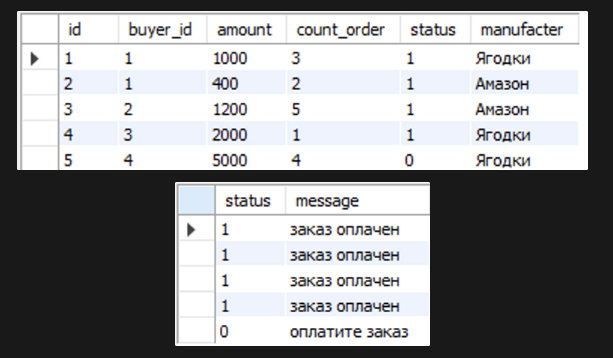 id buyer_id amount count_order status manufacter
1 1 1000 3 1 Ягодки
2 1 400 2 1 Амазон
3 2 1200 5 1 Амазон
4 3 2000 1 1 Ягодки
5 4 5000 4 0 Ягодки
status message
1 заказ оплачен
1 заказ оплачен
1 заказ оплачен
1 заказ оплачен
0 оплатите заказ